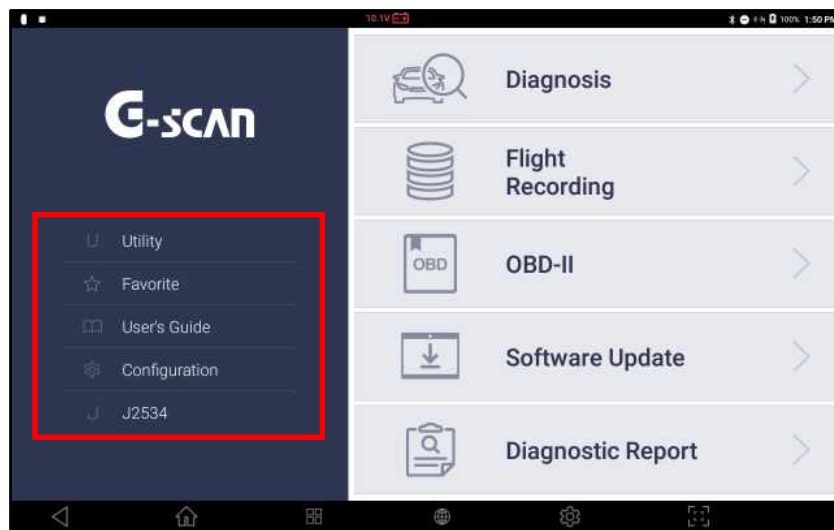 10.1V
100% 1:50 PM
G-scan
U Utility
Favorite
User's Guide
Configuration
J J2534
Diagnosis
Flight
Recording
OBD
OBD-II
Software Update
Diagnostic Report